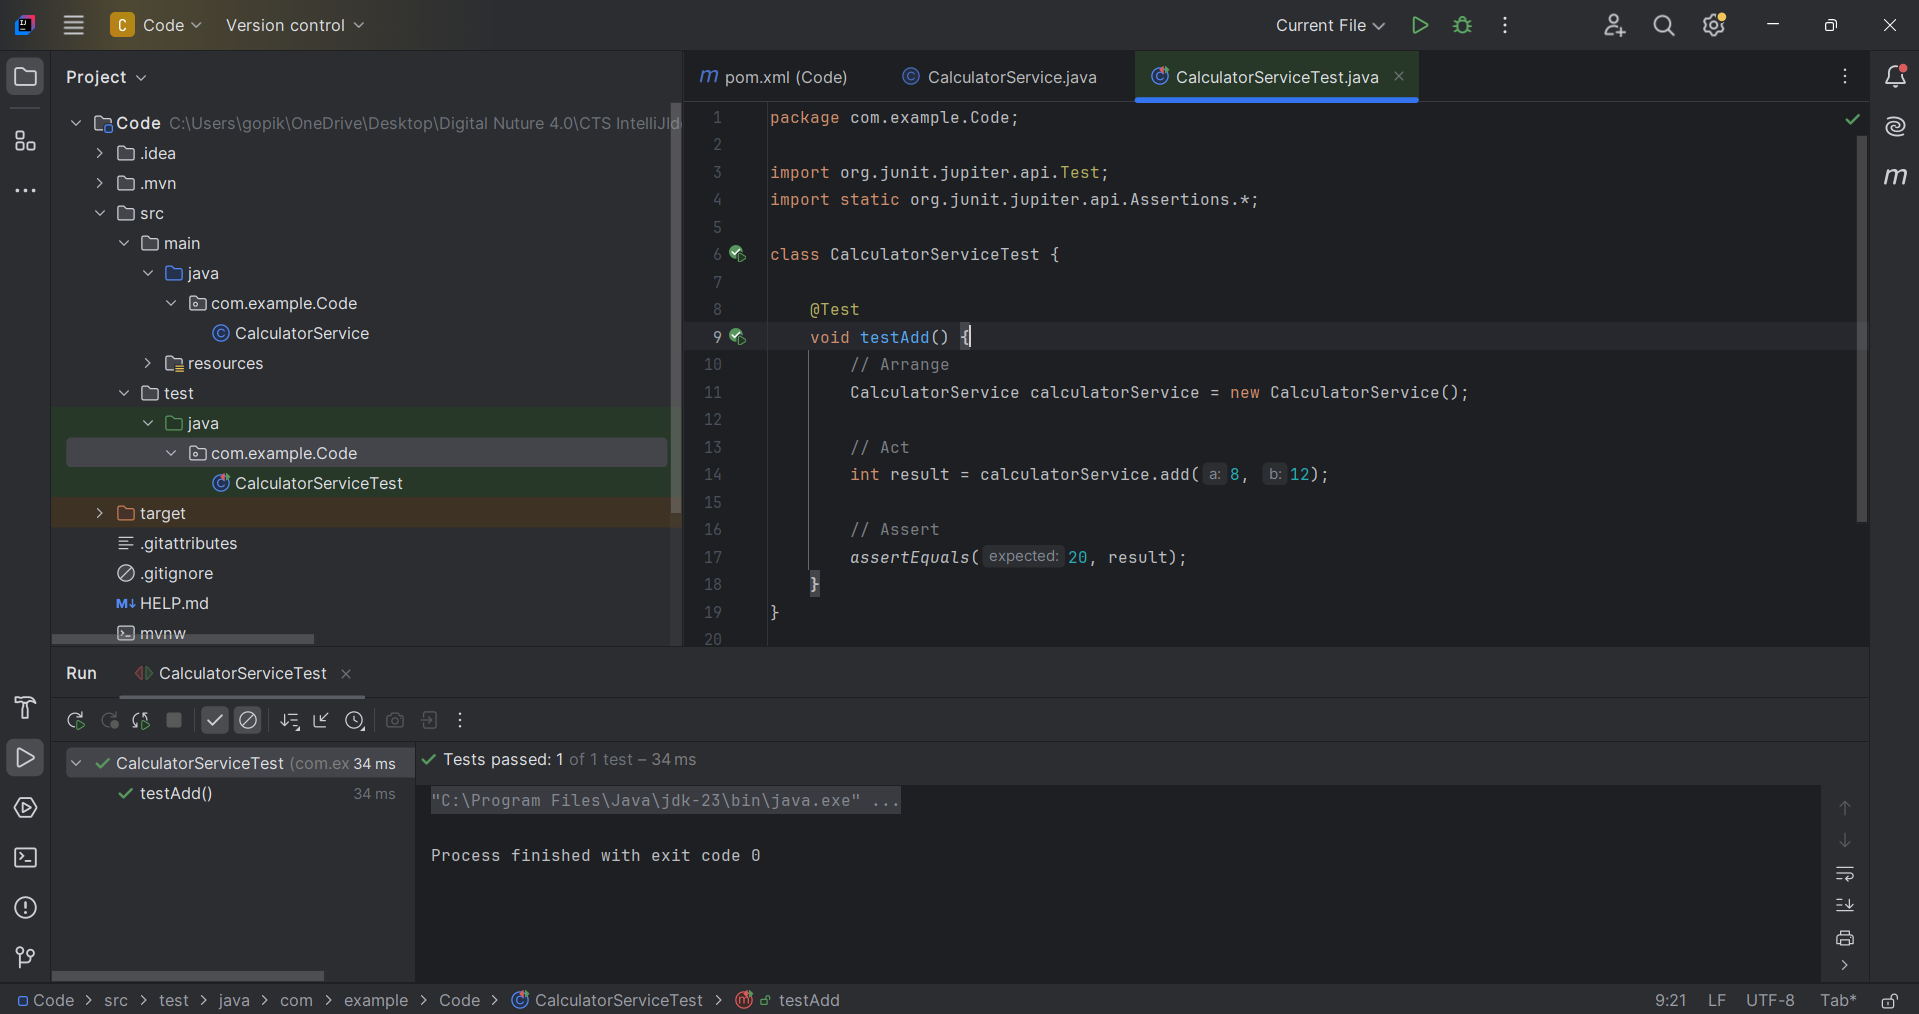 C Code Version control Current File
Project
pom.xml (Code) CalculatorService.java CalculatorServiceTest.java
Code C:\Users\gopik\OneDrive\Desktop\Digital Nuture 4.0\CTS IntelliJIde
.idea
.mvn
src
main
java
com.example.Code
CalculatorService
resources
test
java
com.example.Code
CalculatorServiceTest
target
.gitattributes
.gitignore
HELP.md
mvnw
1 package com.example.Code;
2
3 import org.junit.jupiter.api.Test;
4 import static org.junit.jupiter.api.Assertions.*;
5
6 class CalculatorServiceTest {
7
8 @Test
9 void testAdd() {
10 // Arrange
11 CalculatorService calculatorService = new CalculatorService();
12
13 // Act
14 int result = calculatorService.add( a: 8, b: 12);
15
16 // Assert
17 assertEquals( expected: 20, result);
18 }
19 }
20
Run CalculatorServiceTest
CalculatorServiceTest (com.ex 34 ms
testAdd() 34 ms
Tests passed: 1 of 1 test – 34 ms
"C:\Program Files\Java\jdk-23\bin\java.exe" ...
Process finished with exit code 0
Code > src > test > java > com > example > Code > CalculatorServiceTest > testAdd
9:21 LF UTF-8 Tab*